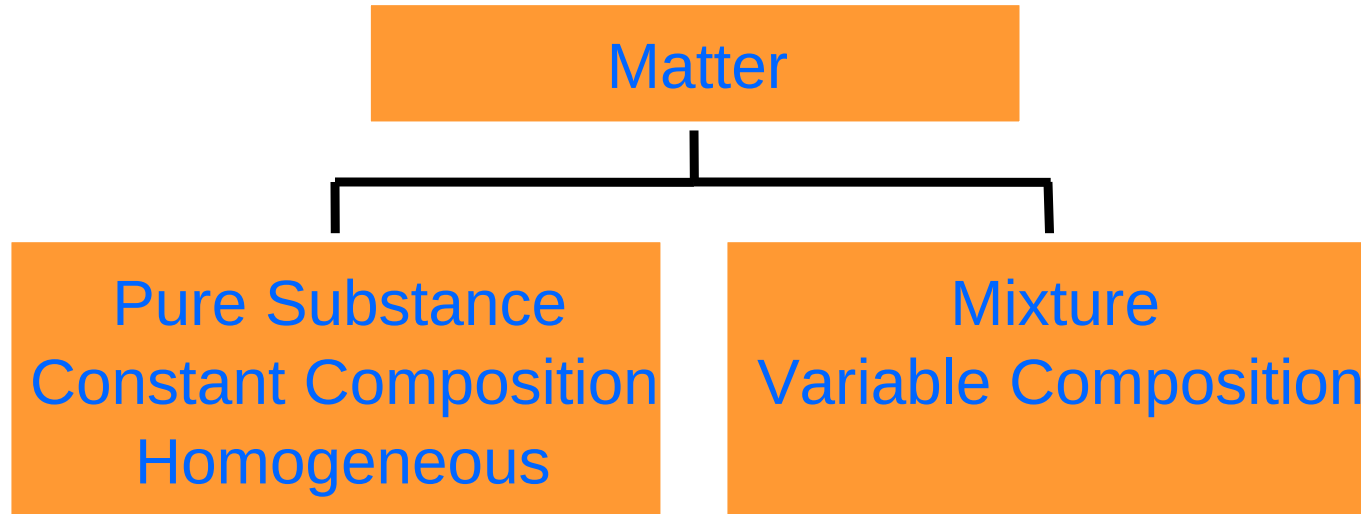 Matter
Pure Substance
Constant Composition
Homogeneous
Mixture
Variable Composition